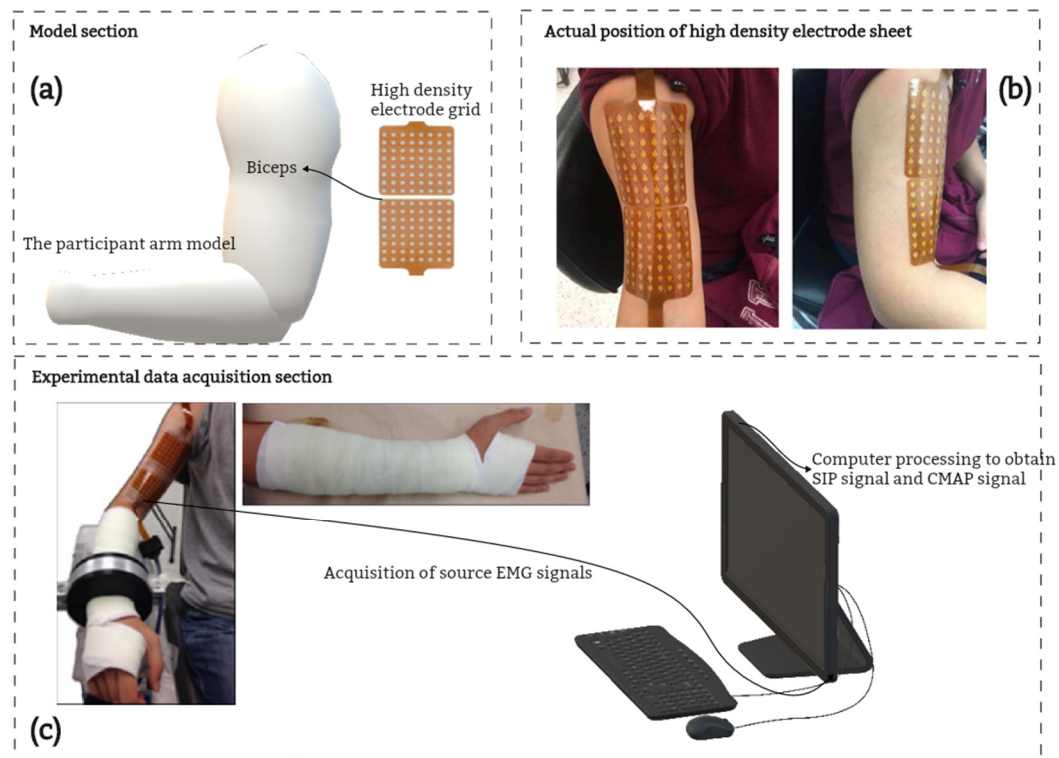 Model section
(a)
High density
electrode grid
Biceps
The participant arm model
Actual position of high density electrode sheet
(b)
Experimental data acquisition section
Computer processing to obtain
SIP signal and CMAP signal
Acquisition of source EMG signals
(c)